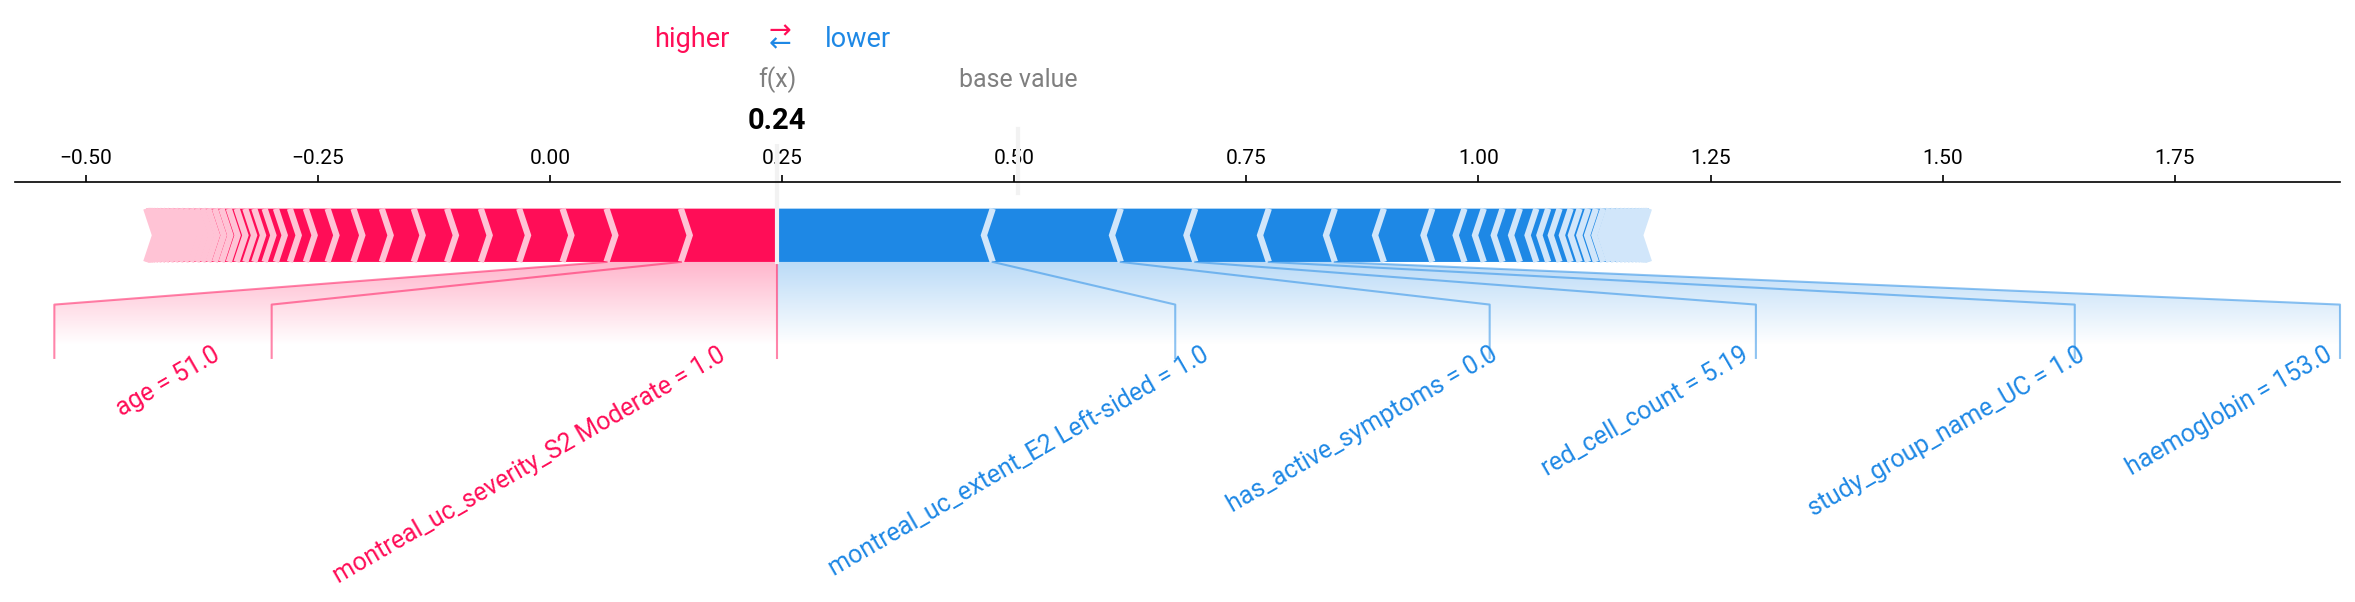 higher ⇄ lower
f(x) base value
0.24
−0.50 −0.25 0.00 0.25 0.50 0.75 1.00 1.25 1.50 1.75
age = 51.0
montreal_uc_severity_S2 Moderate = 1.0
montreal_uc_extent_E2 Left-sided = 1.0
has_active_symptoms = 0.0
red_cell_count = 5.19
study_group_name_UC = 1.0
haemoglobin = 153.0